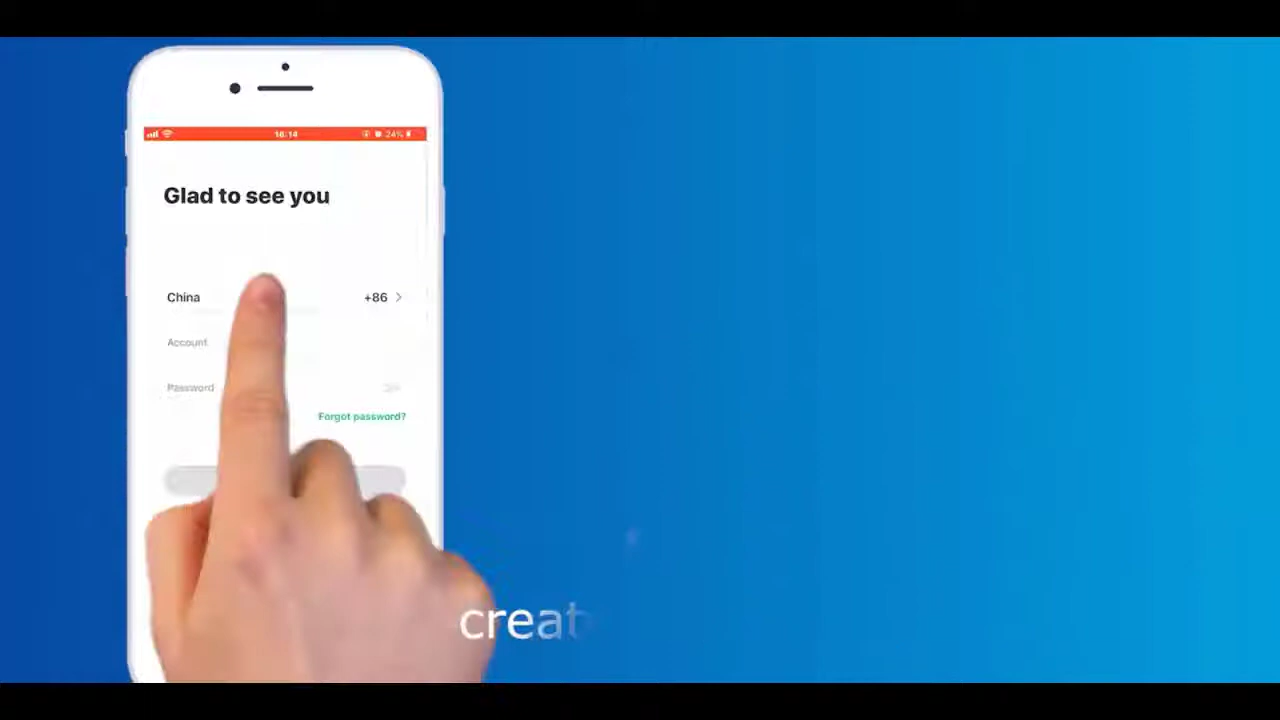 16:14 24%
Glad to see you
China +86
Account
Password
Forgot password?
creat